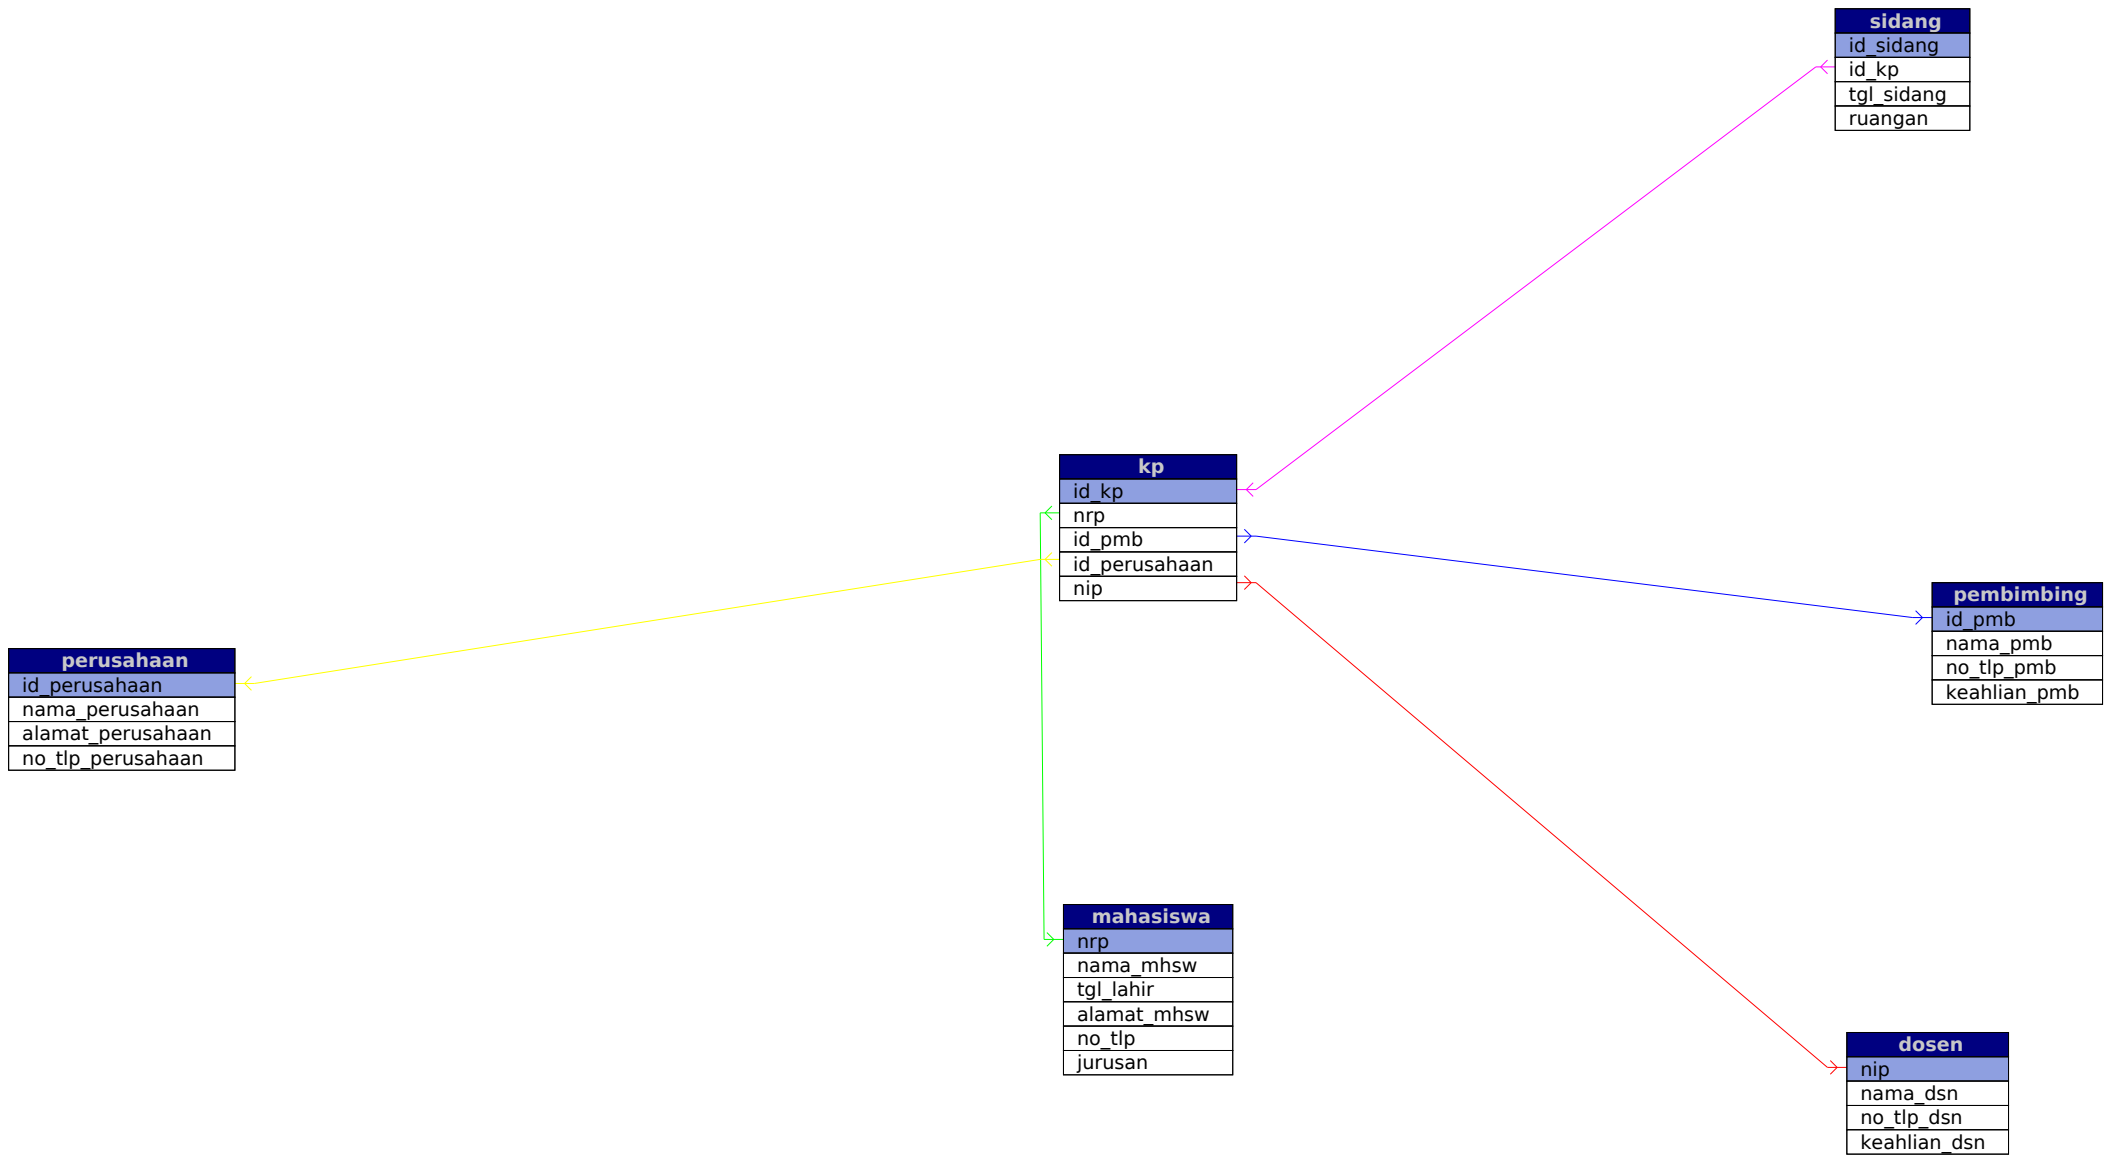 sidang
id_sidang
id_kp
tgl_sidang
ruangan
kp
id_kp
nrp
id_pmb
id_perusahaan
nip
pembimbing
id_pmb
nama_pmb
no_tlp_pmb
keahlian_pmb
perusahaan
id_perusahaan
nama_perusahaan
alamat_perusahaan
no_tlp_perusahaan
mahasiswa
nrp
nama_mhsw
tgl_lahir
alamat_mhsw
no_tlp
jurusan
dosen
nip
nama_dsn
no_tlp_dsn
keahlian_dsn